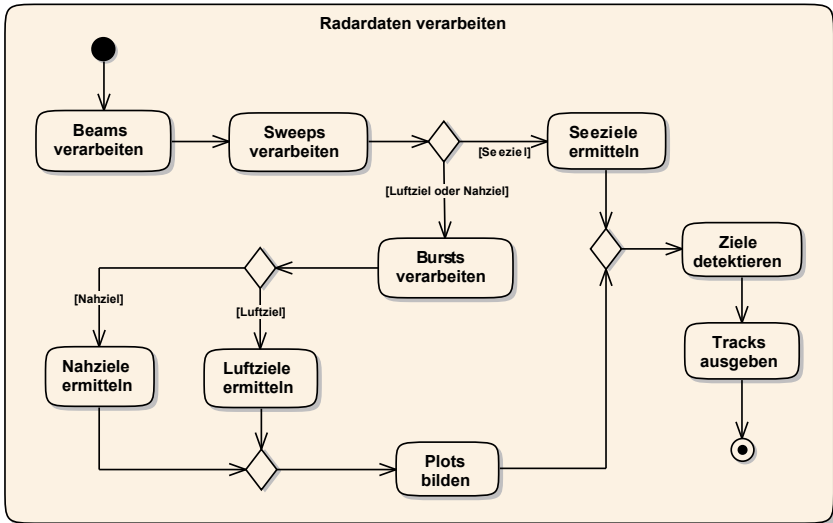 Radardaten verarbeiten
Beams
verarbeiten
Sweeps
verarbeiten
[Seeziel]
Seeziele
ermitteln
[Luftziel oder Nahziel]
Bursts
verarbeiten
Ziele
detektieren
[Nahziel]
[Luftziel]
Nahziele
ermitteln
Luftziele
ermitteln
Tracks
ausgeben
Plots
bilden